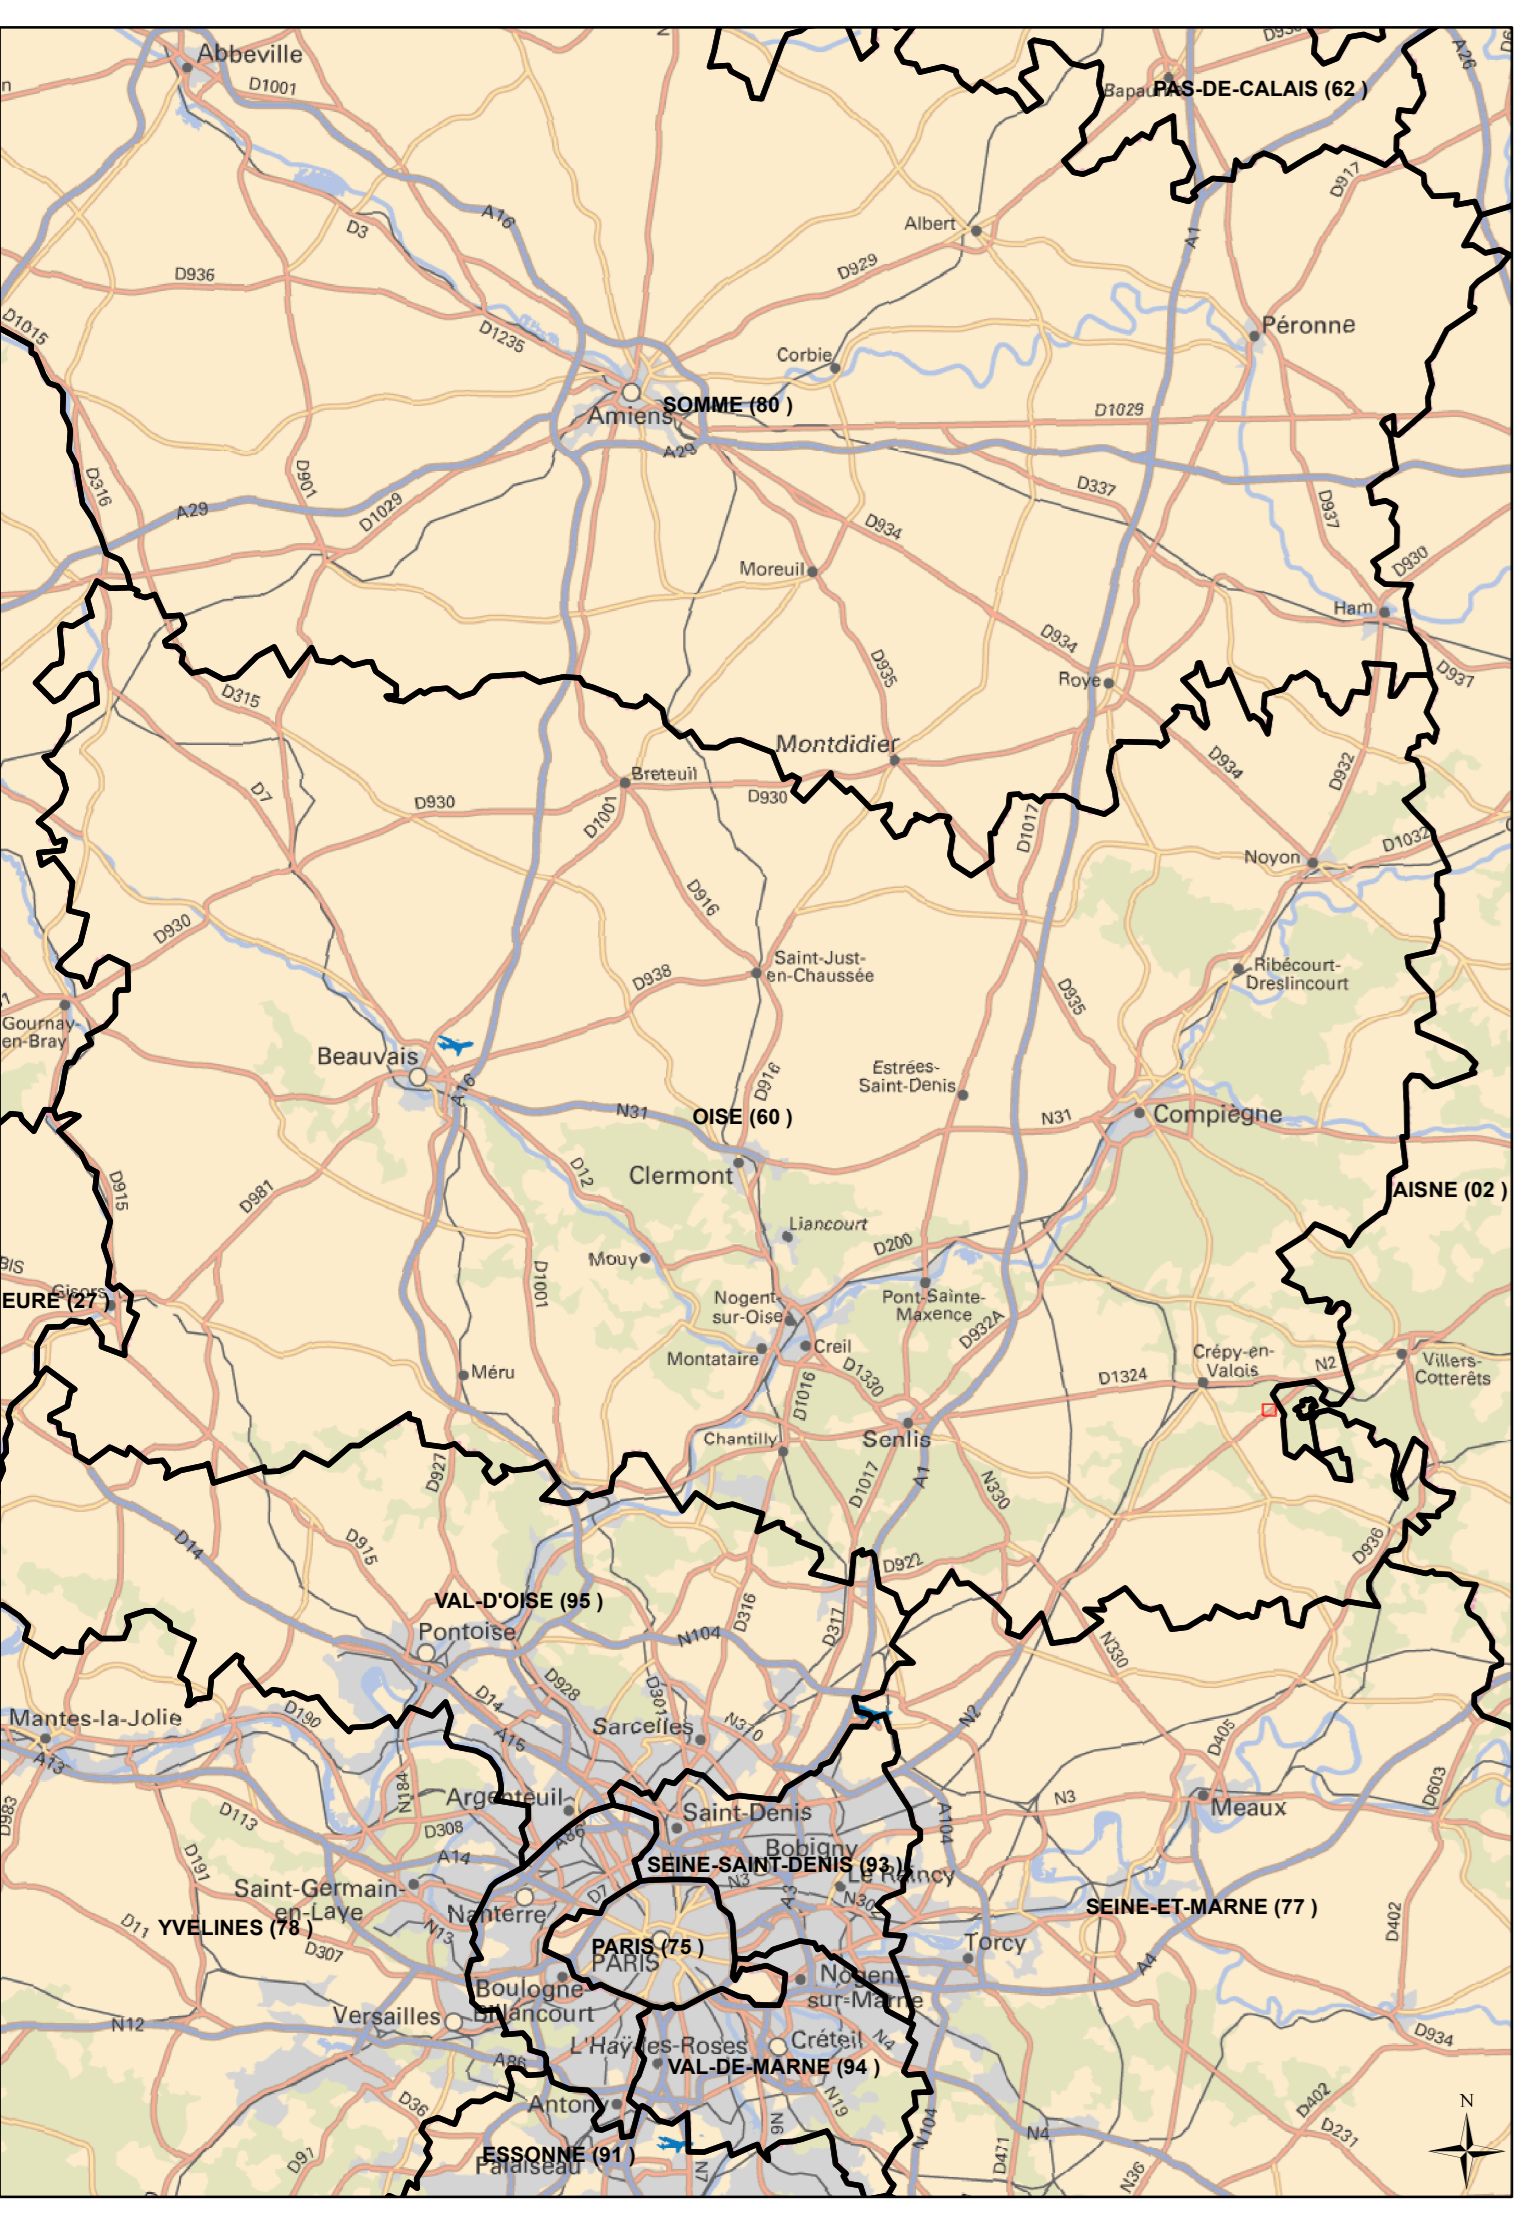 Abbeville
D1001
PAS-DE-CALAIS (62 )
A26
D917
A16
D3
Albert
A1
D936
D929
D1015
D1235
Péronne
Corbie
SOMME (80 )
Amiens
D1029
A29
D316
D901
A29
D1029
D337
D937
D934
Moreuil
D930
Ham
D934
D935
D937
Roye
D315
Montdidier
D934
D932
Breteuil
D7
D930
D1001
D930
D1017
D1032
Noyon
D916
D930
Saint-Just-
en-Chaussée
D938
Ribécourt-
Dreslincourt
D935
Gournay-
en-Bray
Beauvais
A16
D916
Estrées-
Saint-Denis
N31
OISE (60 )
N31
Compiègne
Clermont
D12
D915
D981
AISNE (02 )
Liancourt
D200
Mouy
D1001
BIS
Gisors
EURE (27 )
Nogent-
sur-Oise
Pont-Sainte-
Maxence
D932A
Creil
Montataire
D1330
Méru
D1016
D1324
Crépy-en-
Valois
N2
Villers-
Cotterêts
Chantilly
Senlis
D927
D1017
A1
N330
D14
D915
D922
D936
VAL-D'OISE (95 )
Pontoise
N104
D316
D317
N330
D928
D14
D301
N2
Mantes-la-Jolie
D190
A15
Sarcelles
N370
D405
A13
N184
Argenteuil
Saint-Denis
N3
Meaux
D603
D983
D113
D308
A86
A104
D191
A14
Bobigny
SEINE-SAINT-DENIS (93 )
Le Raincy
Saint-Germain-
en-Laye
D7
N3
A3
N302
Nanterre
SEINE-ET-MARNE (77 )
D11
YVELINES (78 )
N13
D307
PARIS (75 )
PARIS
Torcy
D402
A4
Boulogne-
Billancourt
Nogent-
sur-Marne
Versailles
N12
L'Haÿ-les-Roses
Créteil
N4
D934
A86
VAL-DE-MARNE (94 )
D36
Antony
N19
D402
N
N6
N104
N4
D231
ESSONNE (91 )
Palaiseau
D91
N7
D471
N36